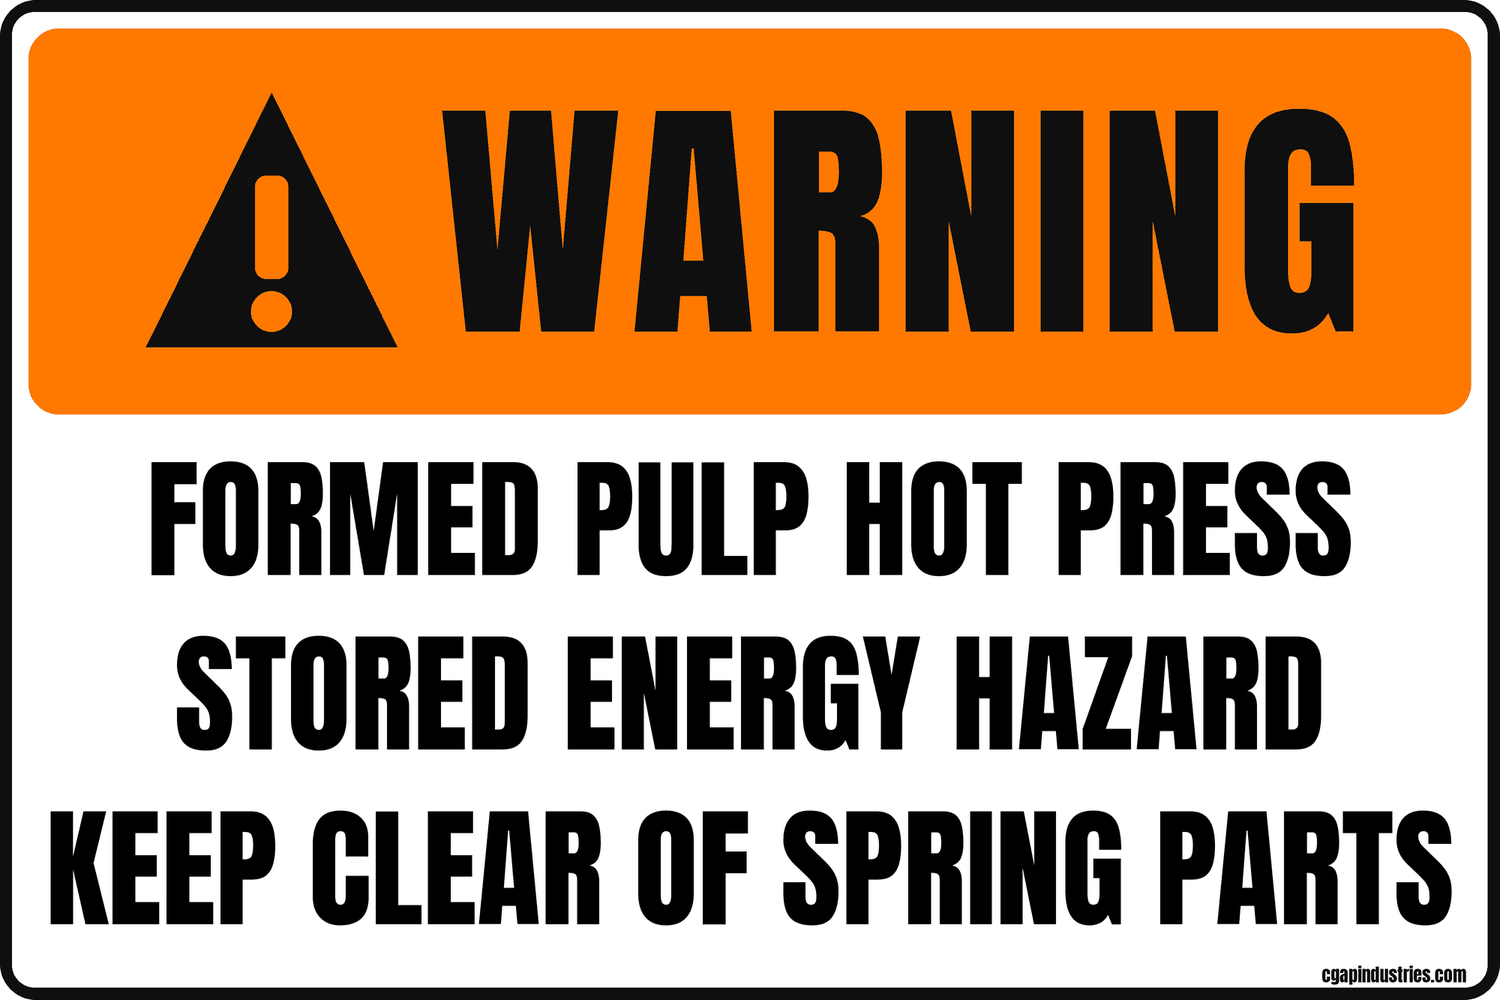 WARNING
FORMED PULP HOT PRESS
STORED ENERGY HAZARD
KEEP CLEAR OF SPRING PARTS
cgapindustries.com